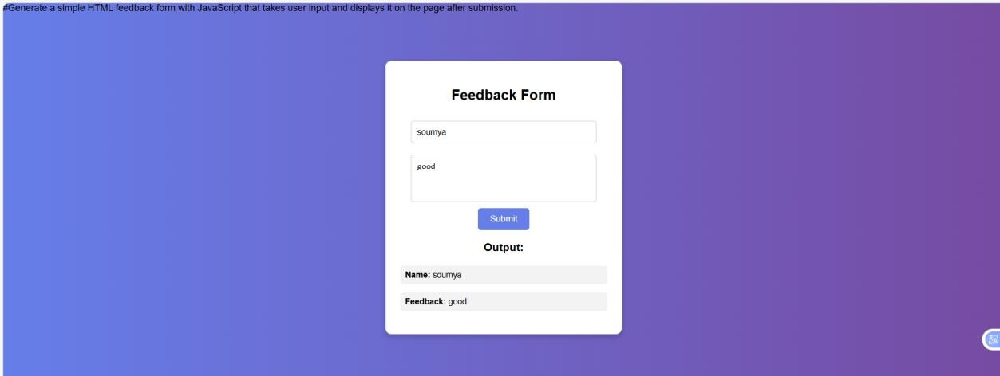 #Generate a simple HTML feedback form with JavaScript that takes user input and displays it on the page after submission.
Feedback Form
soumya
good
Submit
Output:
Name: soumya
Feedback: good